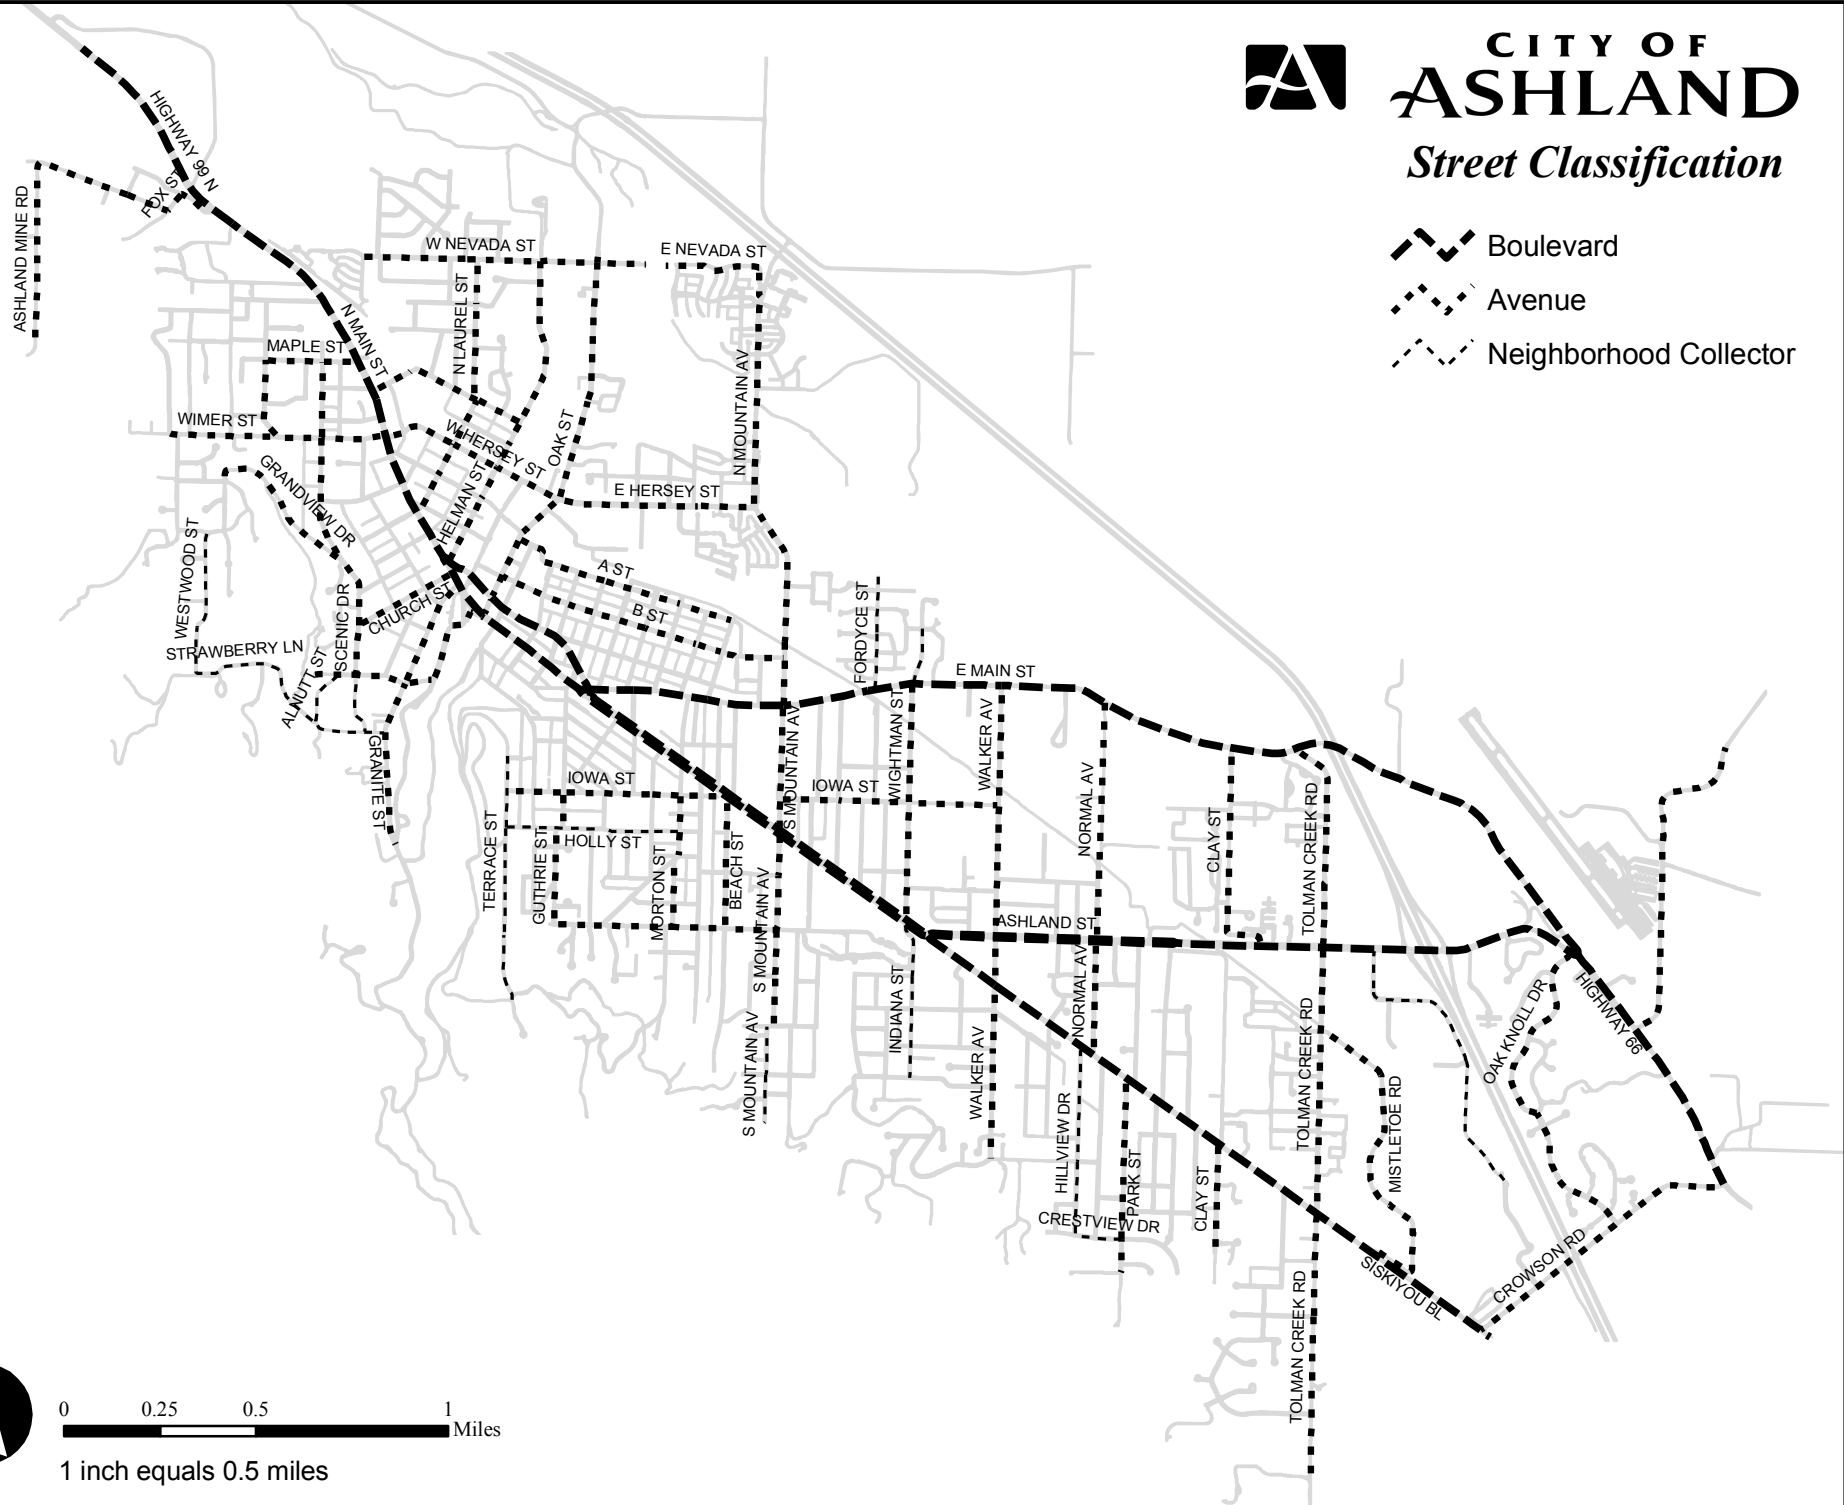 CITY OF
ASHLAND
Street Classification
Boulevard
Avenue
Neighborhood Collector
HIGHWAY 99 N
FOX ST
ASHLAND MINE RD
W NEVADA ST
E NEVADA ST
N LAUREL ST
N MAIN ST
MAPLE ST
N MOUNTAIN AV
WIMER ST
OAK ST
W HERSEY ST
GRANDVIEW DR
HELMAN ST
E HERSEY ST
WESTWOOD ST
A ST
SCENIC DR
CHURCH ST
B ST
FORDYCE ST
STRAWBERRY LN
ALNUTT ST
E MAIN ST
GRANITE ST
S MOUNTAIN AV
WIGHTMAN ST
WALKER AV
IOWA ST
IOWA ST
NORMAL AV
CLAY ST
TOLMAN CREEK RD
TERRACE ST
GUTHRIE ST
HOLLY ST
MORTON ST
BEACH ST
S MOUNTAIN AV
ASHLAND ST
INDIANA ST
NORMAL AV
OAK KNOLL DR
HIGHWAY 66
S MOUNTAIN AV
WALKER AV
TOLMAN CREEK RD
MISTLETOE RD
HILLVIEW DR
PARK ST
CLAY ST
CRESTVIEW DR
SISKIYOU BL
CROWSON RD
TOLMAN CREEK RD
0 0.25 0.5 1
Miles
1 inch equals 0.5 miles